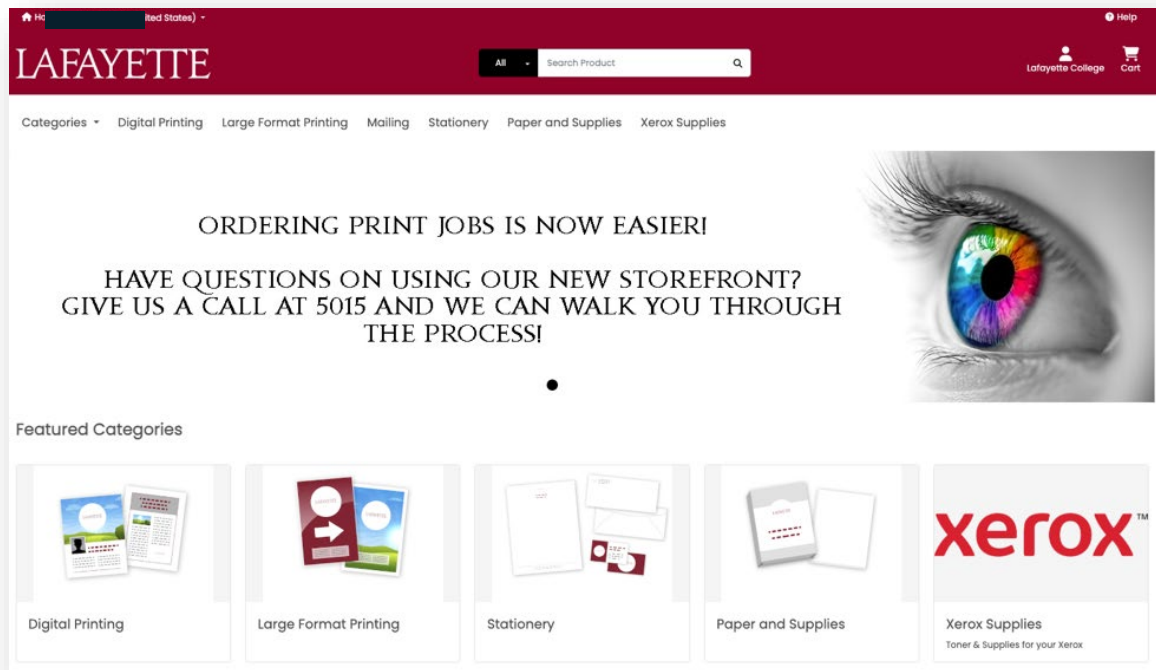 ited States)
Help
LAFAYETTE
All
Search Product
Lafayette College
Cart
Categories
Digital Printing
Large Format Printing
Mailing
Stationery
Paper and Supplies
Xerox Supplies
ORDERING PRINT JOBS IS NOW EASIER!
HAVE QUESTIONS ON USING OUR NEW STOREFRONT?
GIVE US A CALL AT 5015 AND WE CAN WALK YOU THROUGH
THE PROCESS!
Featured Categories
xerox™
Digital Printing
Large Format Printing
Stationery
Paper and Supplies
Xerox Supplies
Toner & Supplies for your Xerox